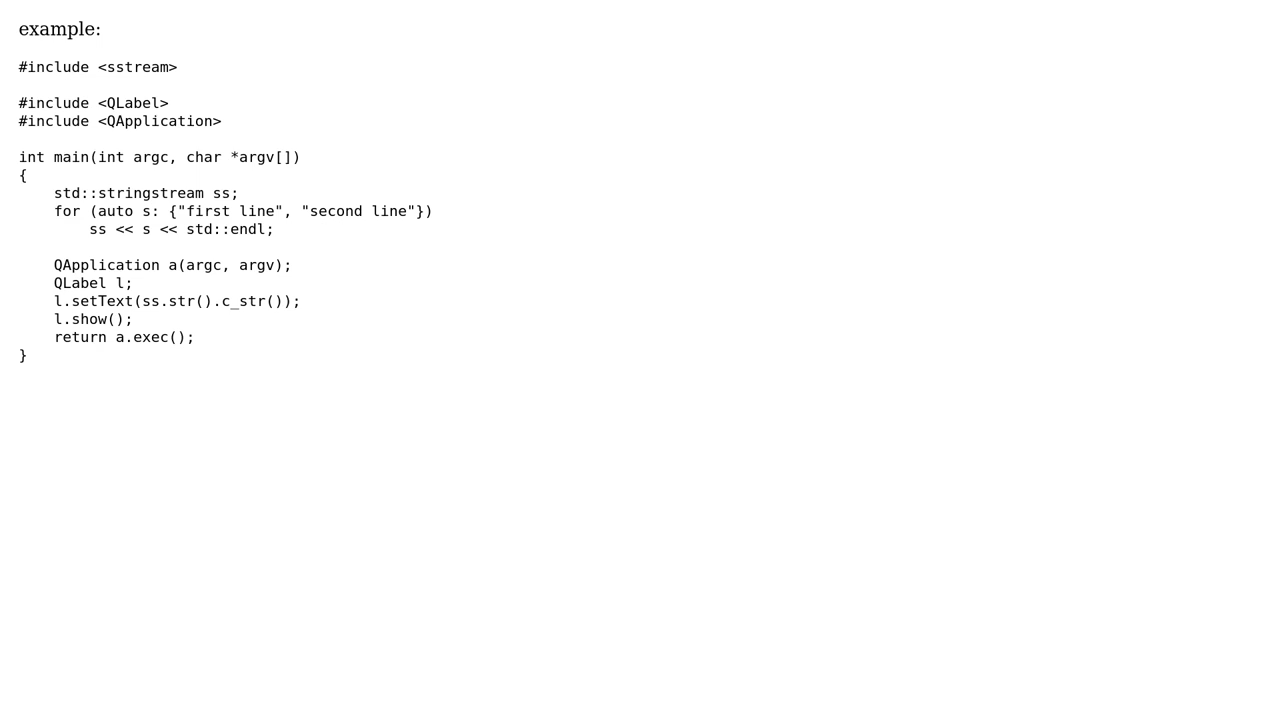 example:
#include <sstream>
#include <QLabel>
#include <QApplication>
int main(int argc, char *argv[])
{
    std::stringstream ss;
    for (auto s: {"first line", "second line"})
        ss << s << std::endl;
    QApplication a(argc, argv);
    QLabel l;
    l.setText(ss.str().c_str());
    l.show();
    return a.exec();
}